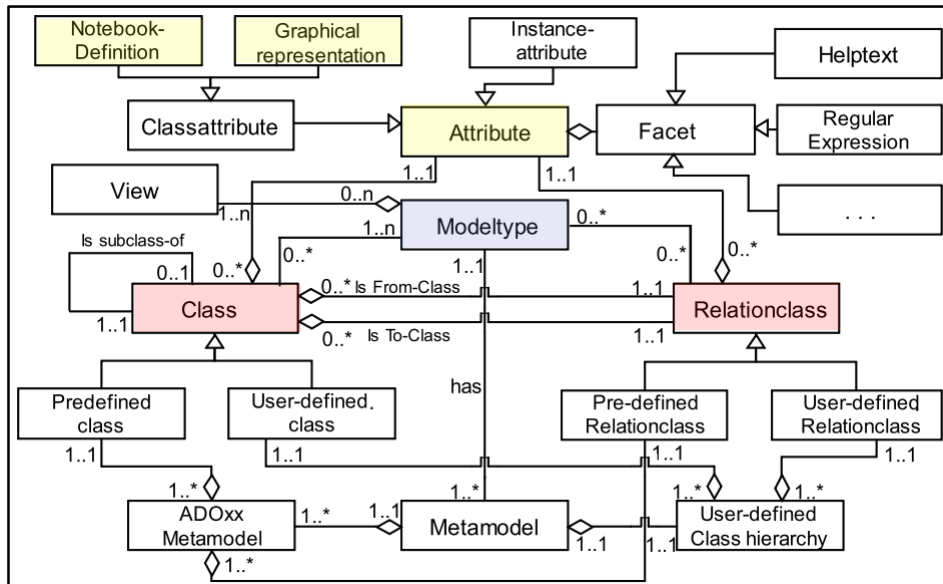 Notebook-
Definition
Graphical
representation
Instance-
attribute
Helptext
Classattribute
Attribute
Facet
Regular
Expression
1..1
1..1
View
0..n
1..n
Modeltype
0..*
. . .
Is subclass-of
1..n
0..*
0..1
0..*
1..1
0..*
0..*
0..* Is From-Class
1..1
1..1
Class
Relationclass
0..*
Is To-Class
1..1
has
Predefined
class
User-defined.
class
Pre-defined
Relationclass
User-defined
Relationclass
1..1
1..1
1..1
1..1
1..*
1..*
1..*
1..*
ADOxx
Metamodel
1..*
1..1
Metamodel
1..1
1..1
User-defined
Class hierarchy
1..*